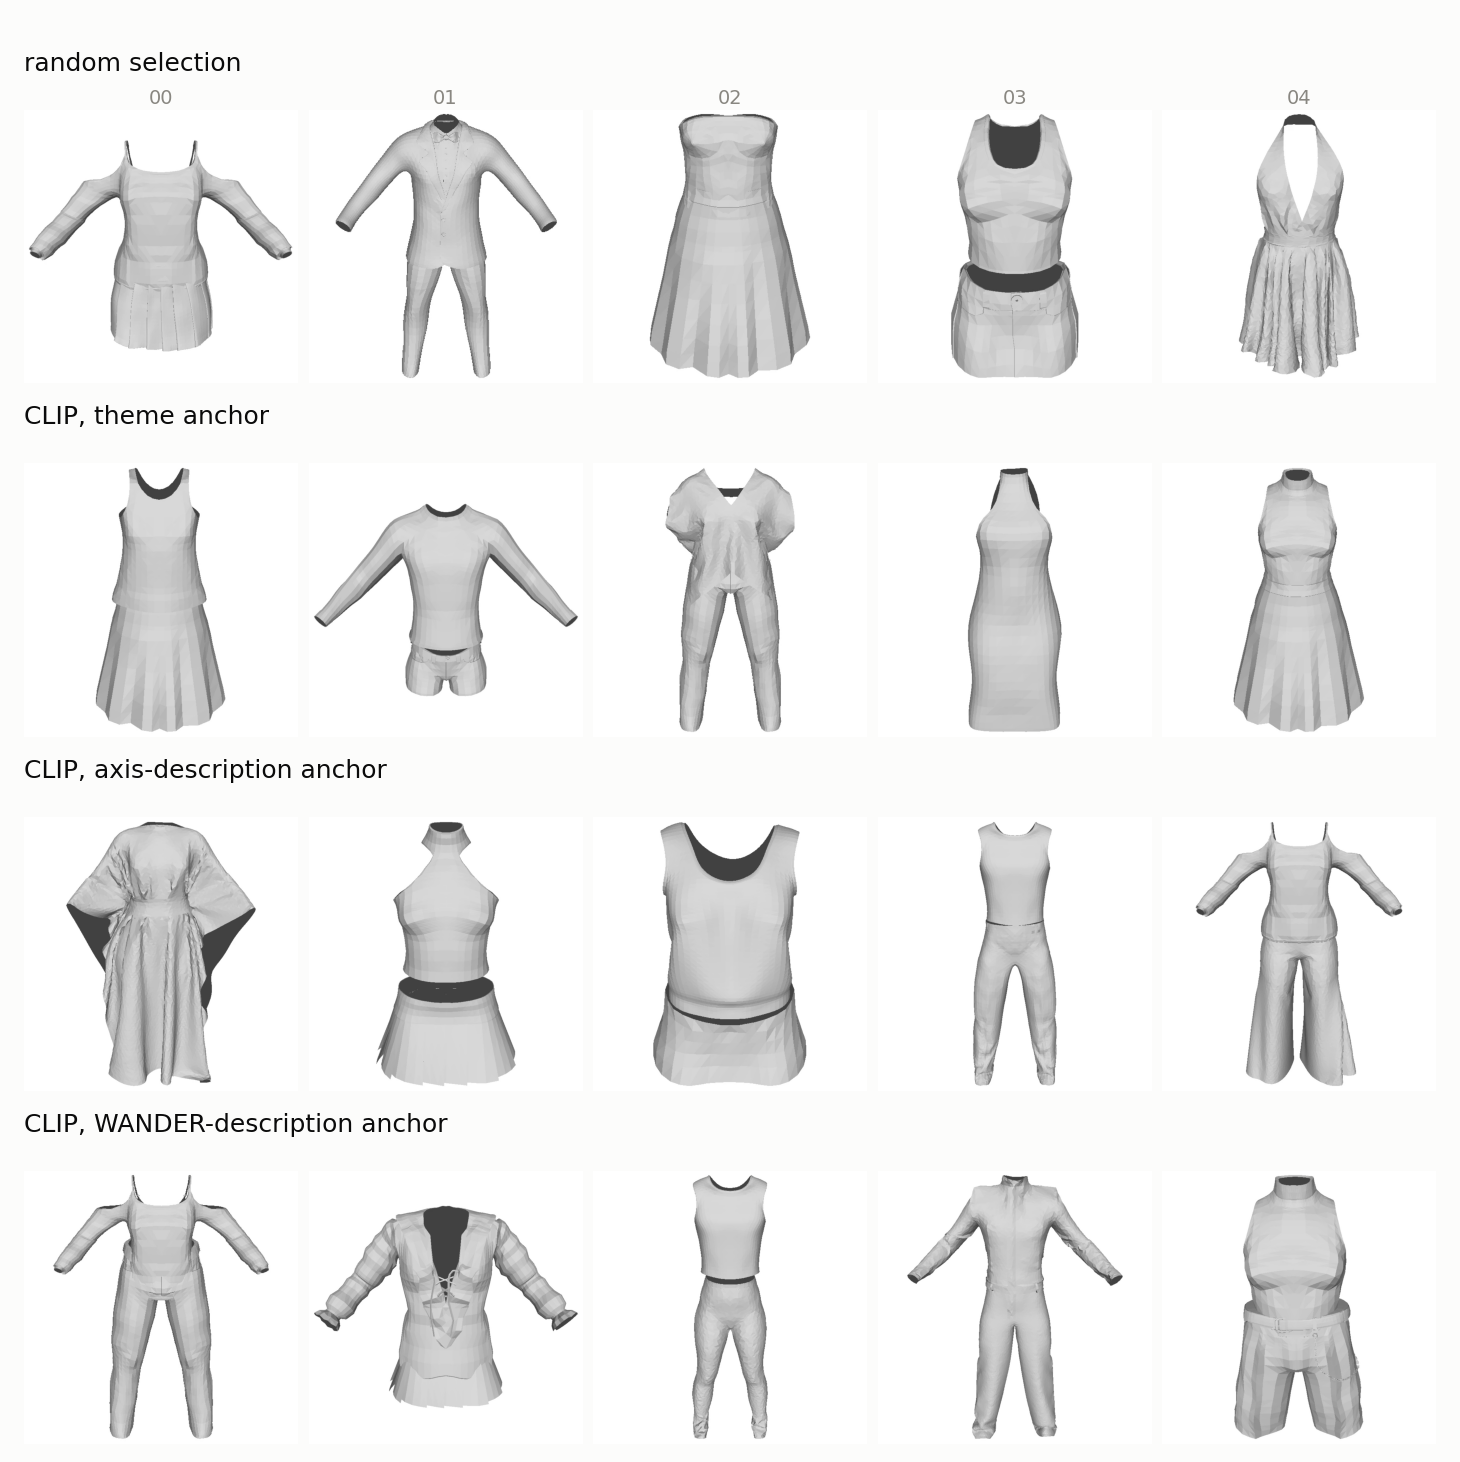 random selection
00 01 02 03 04
CLIP, theme anchor
CLIP, axis-description anchor
CLIP, WANDER-description anchor